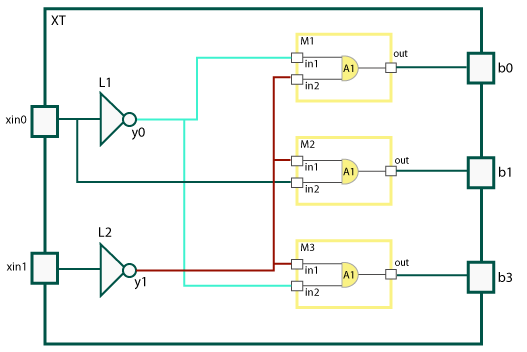 XT
M1
out
in1
A1
in2
b0
L1
xin0
y0
M2
out
in1
A1
in2
b1
L2
M3
out
xin1
in1
A1
y1
in2
b3